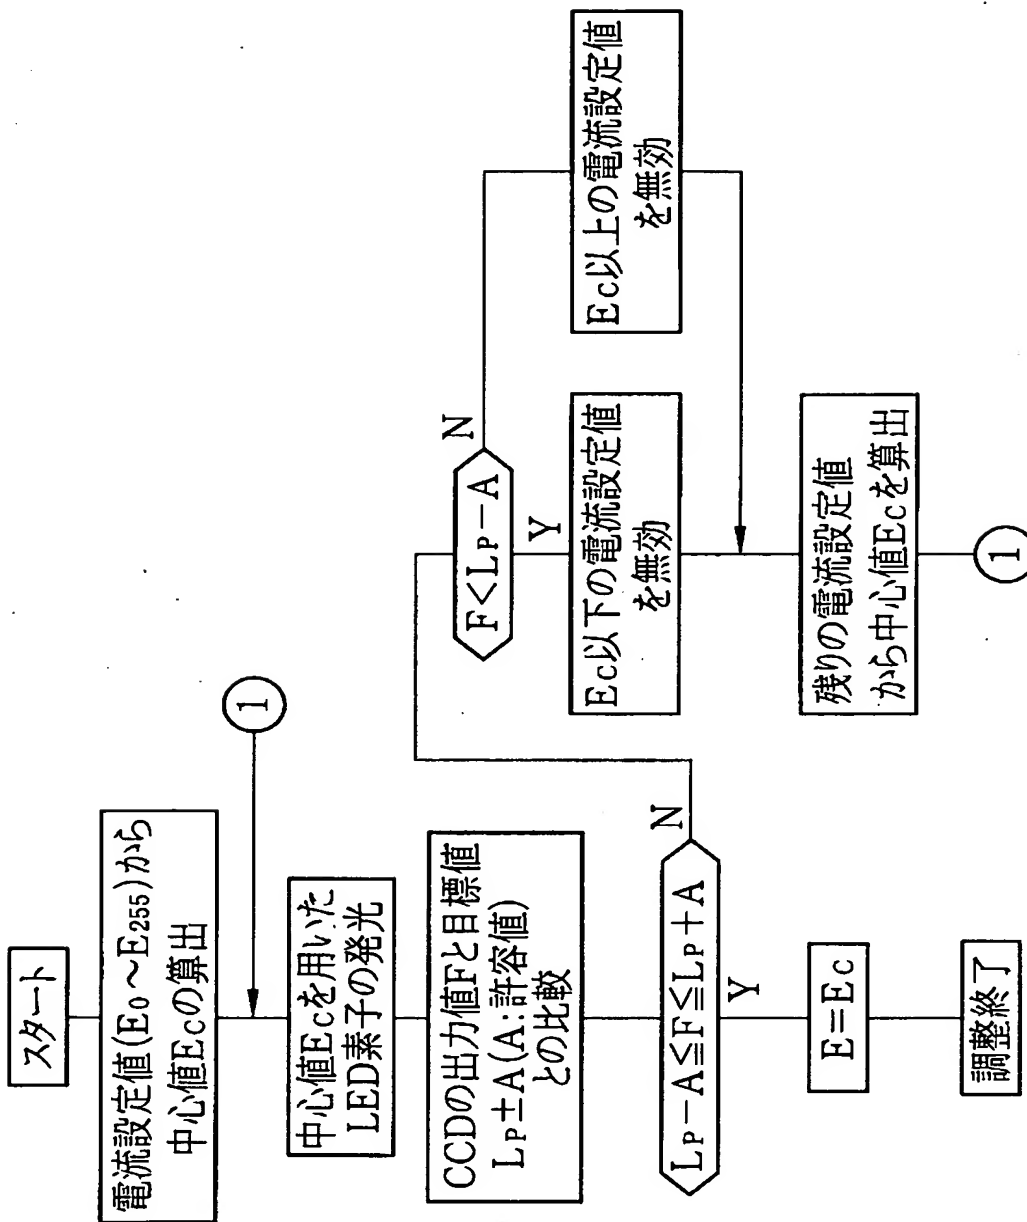 スタート
電流設定値(E0～E255)から
中心値Ecの算出
1
中心値Ecを用いた
LED素子の発光
CCDの出力値Fと目標値
LP±A(A:許容値)
との比較
LP－A≦F≦LP＋A
N
Y
E＝Ec
調整終了
F＜LP－A
N
Y
Ec以下の電流設定値
を無効
Ec以上の電流設定値
を無効
残りの電流設定値
から中心値Ecを算出
1